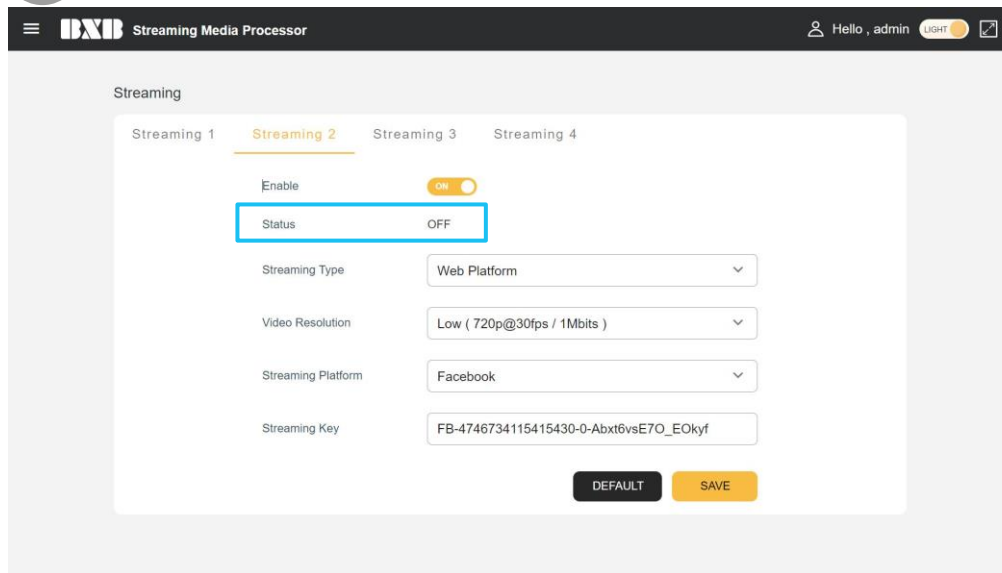 BXB Streaming Media Processor Hello , admin LIGHT
Streaming
Streaming 1 Streaming 2 Streaming 3 Streaming 4
Enable ON
Status OFF
Streaming Type Web Platform
Video Resolution Low ( 720p@30fps / 1Mbits )
Streaming Platform Facebook
Streaming Key FB-4746734115415430-0-Abxt6vsE7O_EOkyf
DEFAULT SAVE